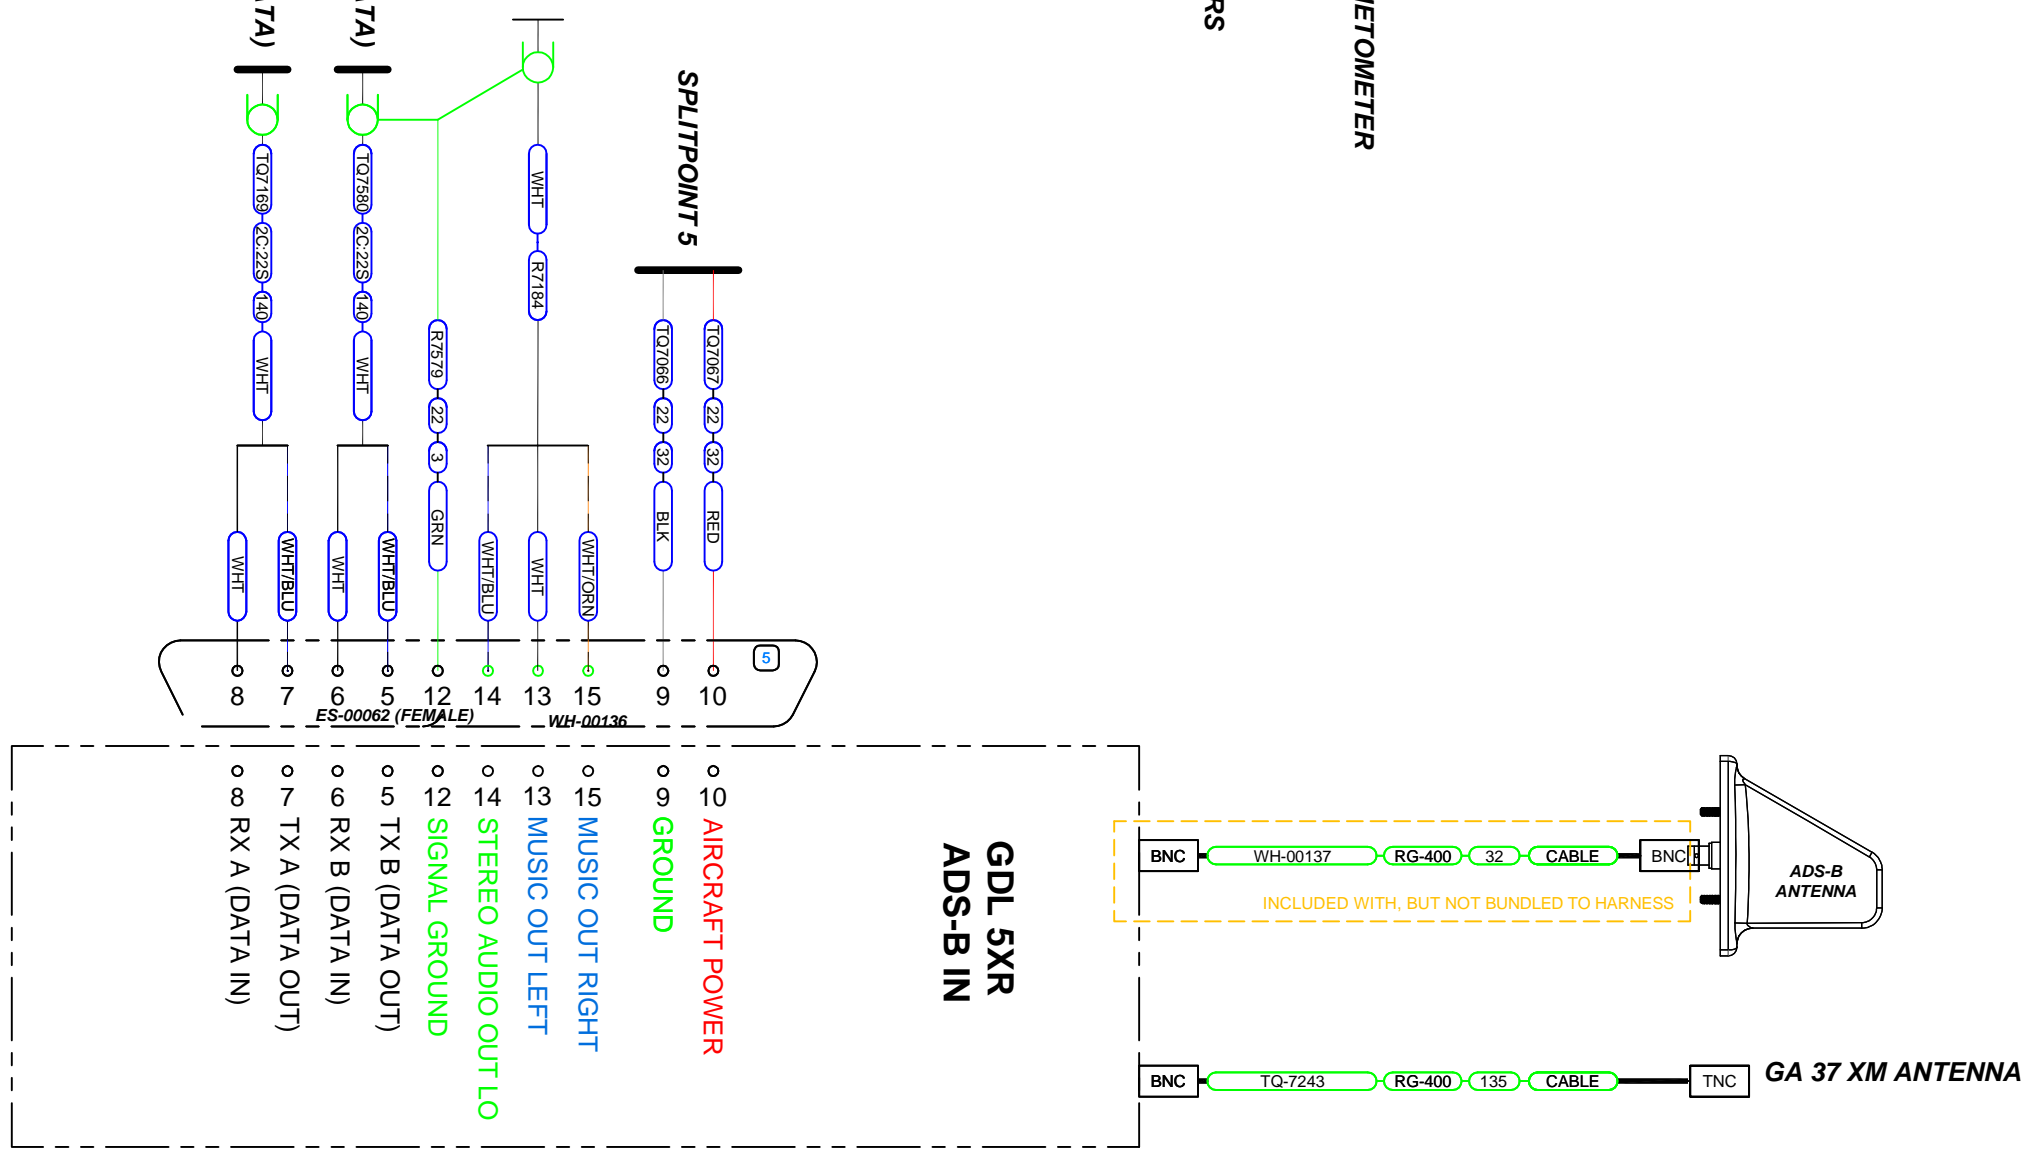 ATA)
ATA)
RS
IETOMETER
SPLITPOINT 5
TQ7169 2C:22S 140 WHT
TQ7580 2C:22S 140 WHT
R7579 22 3 GRN
WHT R7184
TQ7066 22 32 BLK
TQ7067 22 32 RED
WHT
WHT/BLU
WHT
WHT/BLU
WHT/BLU
WHT
WHT/ORN
5
8 7 6 5 12 14 13 15 9 10
ES-00062 (FEMALE)
WH-00136
8 RX A (DATA IN)
7 TX A (DATA OUT)
6 RX B (DATA IN)
5 TX B (DATA OUT)
12 SIGNAL GROUND
14 STEREO AUDIO OUT LO
13 MUSIC OUT LEFT
15 MUSIC OUT RIGHT
9 GROUND
10 AIRCRAFT POWER
GDL 5XR
ADS-B IN
BNC WH-00137 RG-400 32 CABLE BNC
INCLUDED WITH, BUT NOT BUNDLED TO HARNESS
ADS-B
ANTENNA
BNC TQ-7243 RG-400 135 CABLE TNC
GA 37 XM ANTENNA